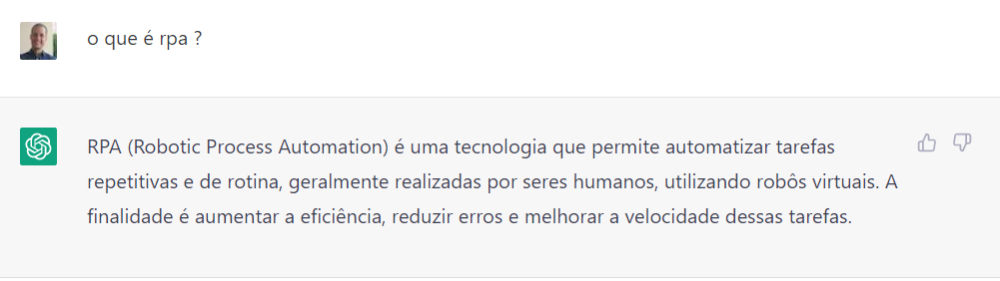 o que é rpa ?
RPA (Robotic Process Automation) é uma tecnologia que permite automatizar tarefas
repetitivas e de rotina, geralmente realizadas por seres humanos, utilizando robôs virtuais. A
finalidade é aumentar a eficiência, reduzir erros e melhorar a velocidade dessas tarefas.